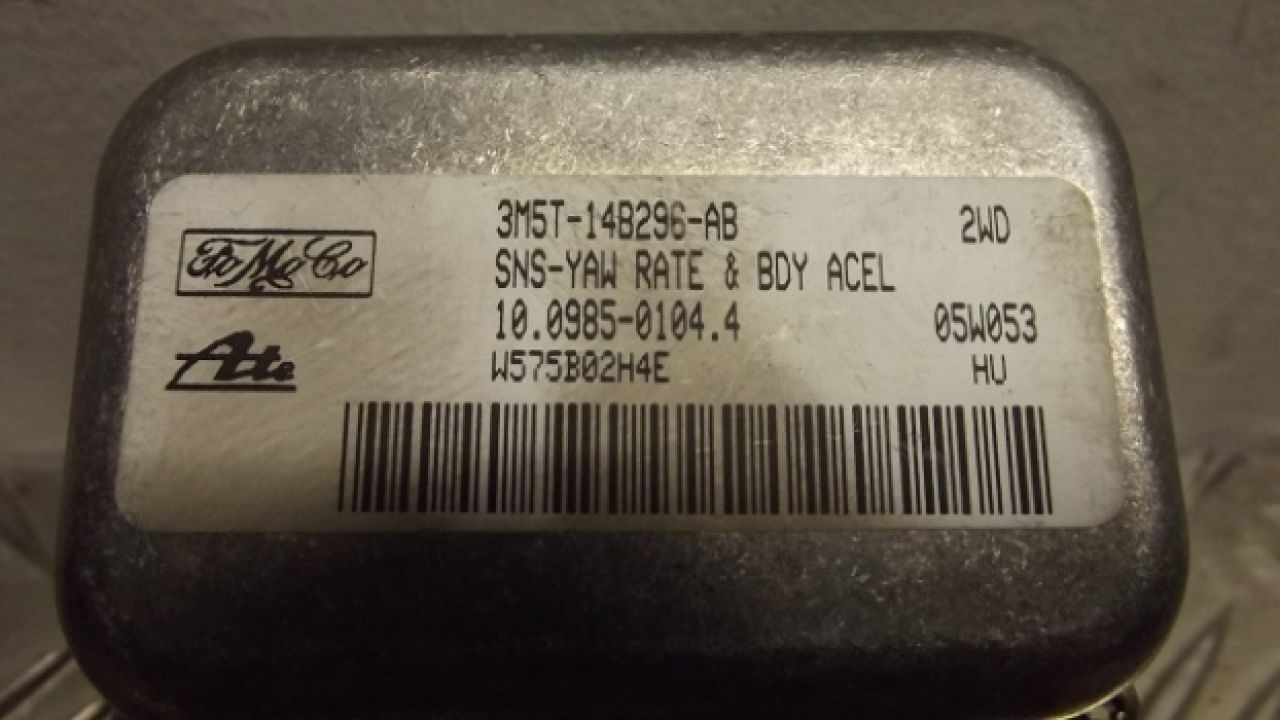 3M5T-14B296-AB 2WD
FoMoCo
SNS-YAW RATE & BDY ACEL
10.0985-0104.4 05W053
Ate
W575B02H4E HU